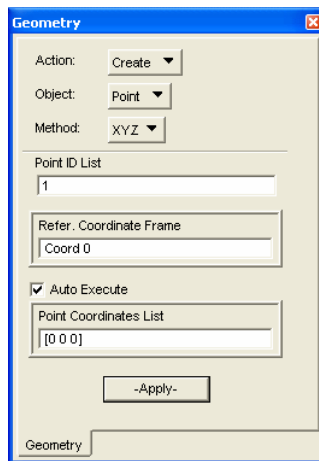 Geometry
Action: Create
Object: Point
Method: XYZ
Point ID List
1
Refer. Coordinate Frame
Coord 0
Auto Execute
Point Coordinates List
[0 0 0]
-Apply-
Geometry